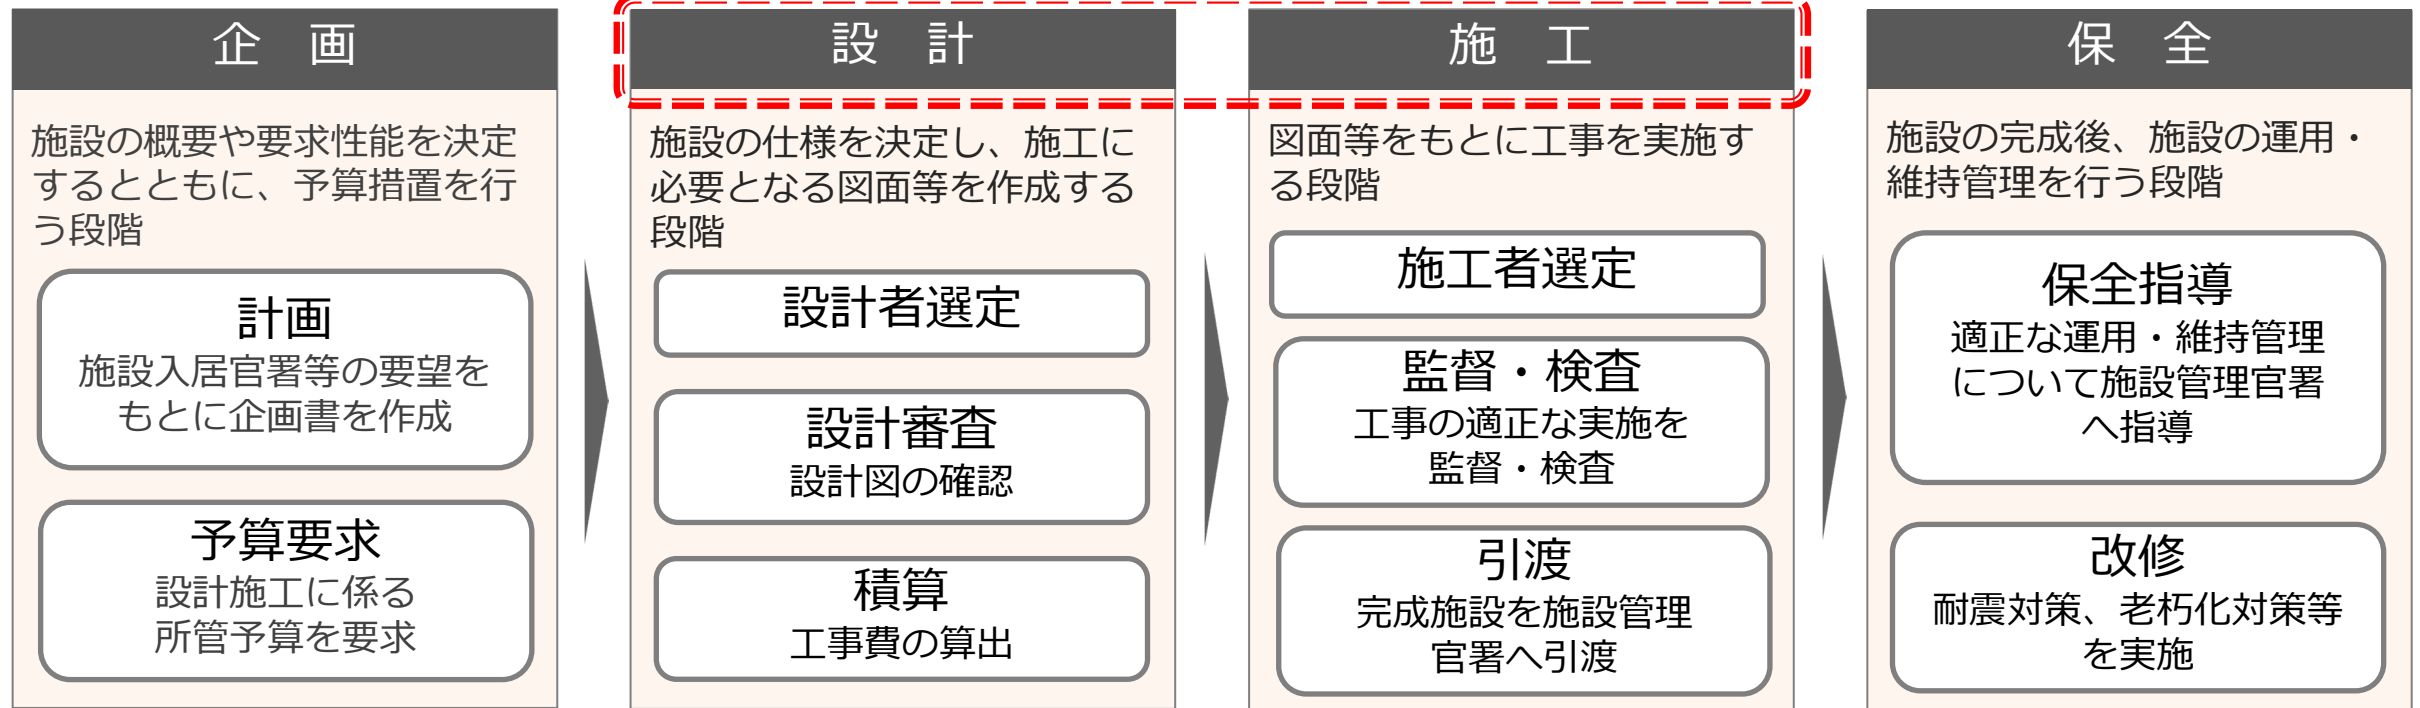 企　画
施設の概要や要求性能を決定
するとともに、予算措置を行
う段階
計画
施設入居官署等の要望を
もとに企画書を作成
予算要求
設計施工に係る
所管予算を要求
設　計
施設の仕様を決定し、施工に
必要となる図面等を作成する
段階
設計者選定
設計審査
設計図の確認
積算
工事費の算出
施　工
図面等をもとに工事を実施す
る段階
施工者選定
監督・検査
工事の適正な実施を
監督・検査
引渡
完成施設を施設管理
官署へ引渡
保　全
施設の完成後、施設の運用・
維持管理を行う段階
保全指導
適正な運用・維持管理
について施設管理官署
へ指導
改修
耐震対策、老朽化対策等
を実施